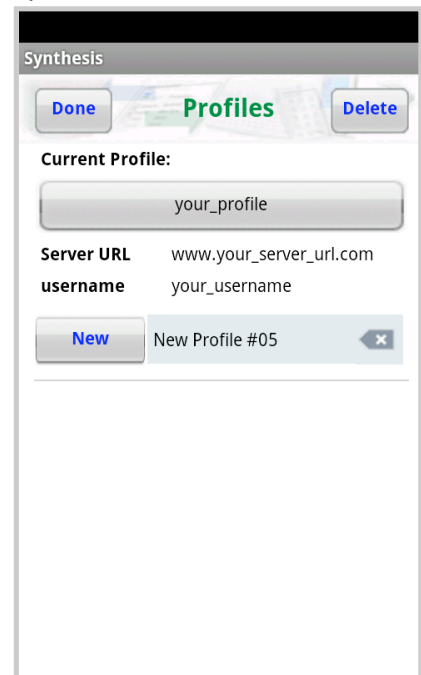 Synthesis
Done Profiles Delete
Current Profile:
your_profile
Server URL www.your_server_url.com
username your_username
New New Profile #05